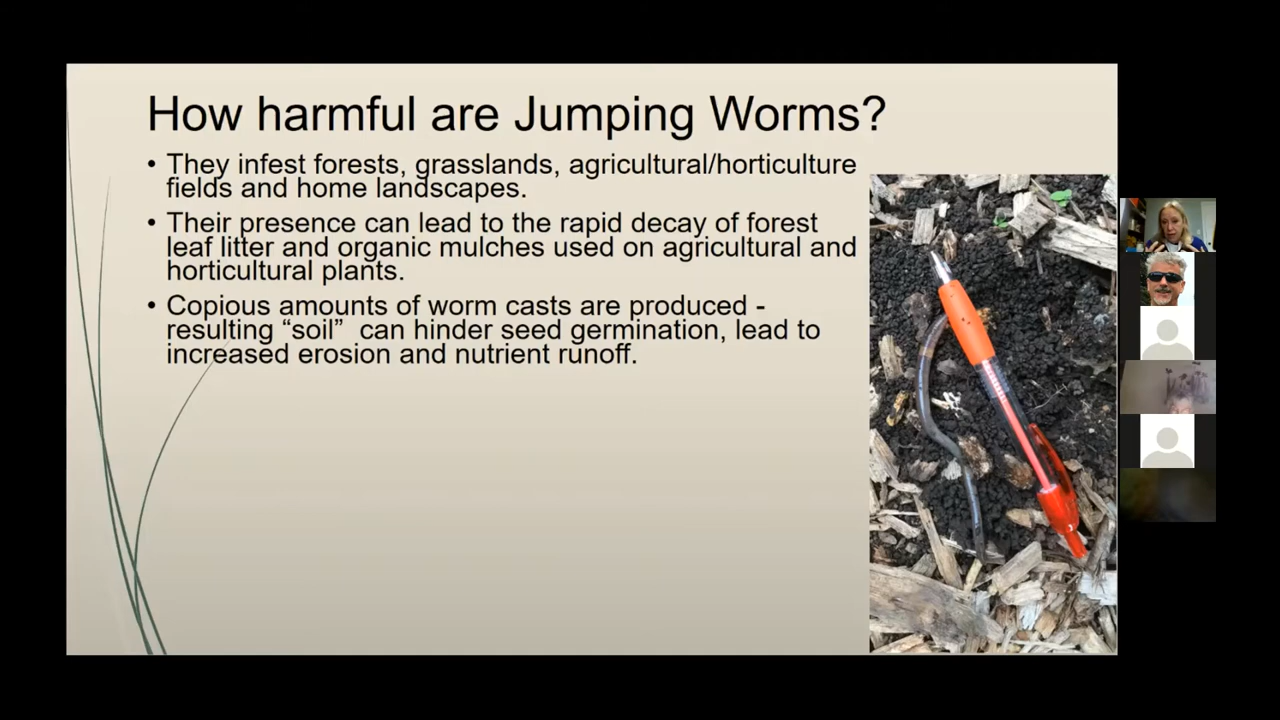 How harmful are Jumping Worms?
• They infest forests, grasslands, agricultural/horticulture
fields and home landscapes.
• Their presence can lead to the rapid decay of forest
leaf litter and organic mulches used on agricultural and
horticultural plants.
• Copious amounts of worm casts are produced -
resulting “soil”  can hinder seed germination, lead to
increased erosion and nutrient runoff.